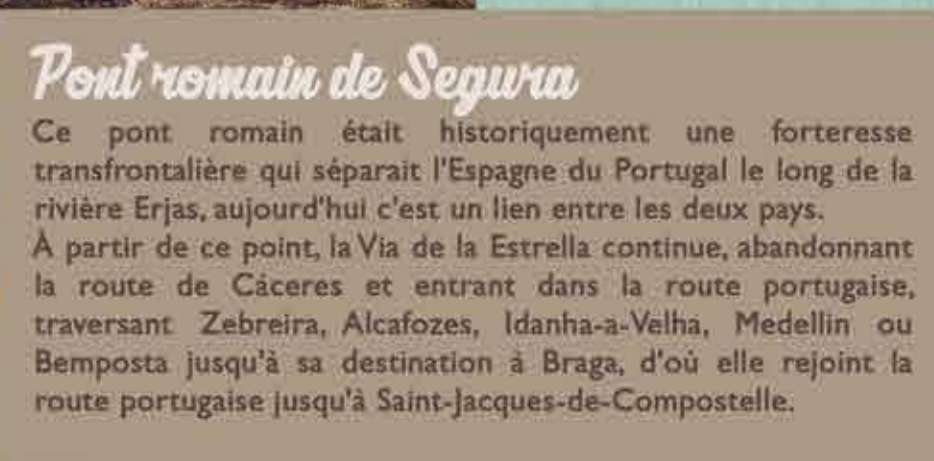 Pont romain de Segura
Ce pont romain était historiquement une forteresse
transfrontalière qui séparait l'Espagne du Portugal le long de la
rivière Erjas, aujourd'hui c'est un lien entre les deux pays.
À partir de ce point, la Via de la Estrella continue, abandonnant
la route de Cáceres et entrant dans la route portugaise,
traversant Zebreira, Alcafozes, Idanha-a-Velha, Medellin ou
Bemposta jusqu'à sa destination à Braga, d'où elle rejoint la
route portugaise jusqu'à Saint-Jacques-de-Compostelle.